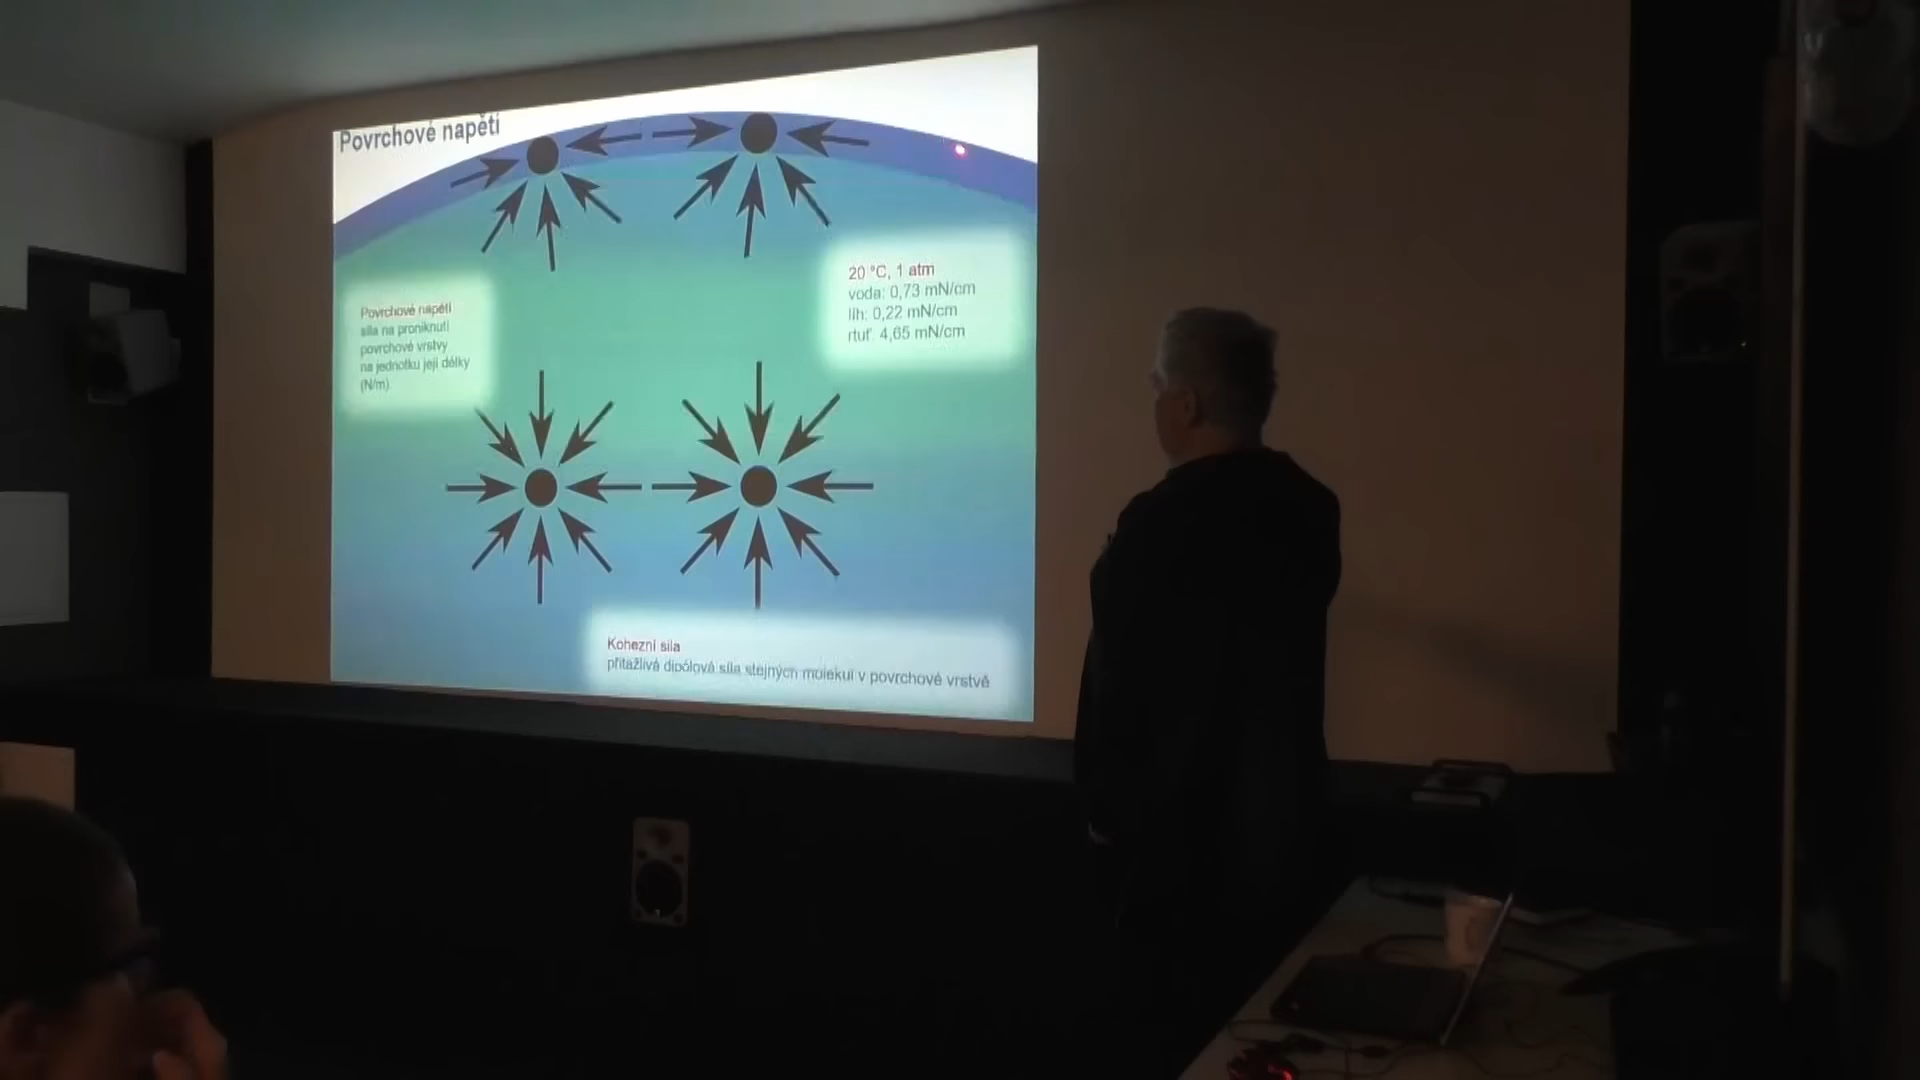 Povrchové napětí
20 °C, 1 atm
voda: 0,73 mN/cm
líh: 0,22 mN/cm
rtuť: 4,65 mN/cm
Povrchové napětí
síla na proniknutí
povrchové vrstvy
na jednotku její délky
(N/m)
Kohezní síla
přitažlivá dipólová síla stejných molekul v povrchové vrstvě